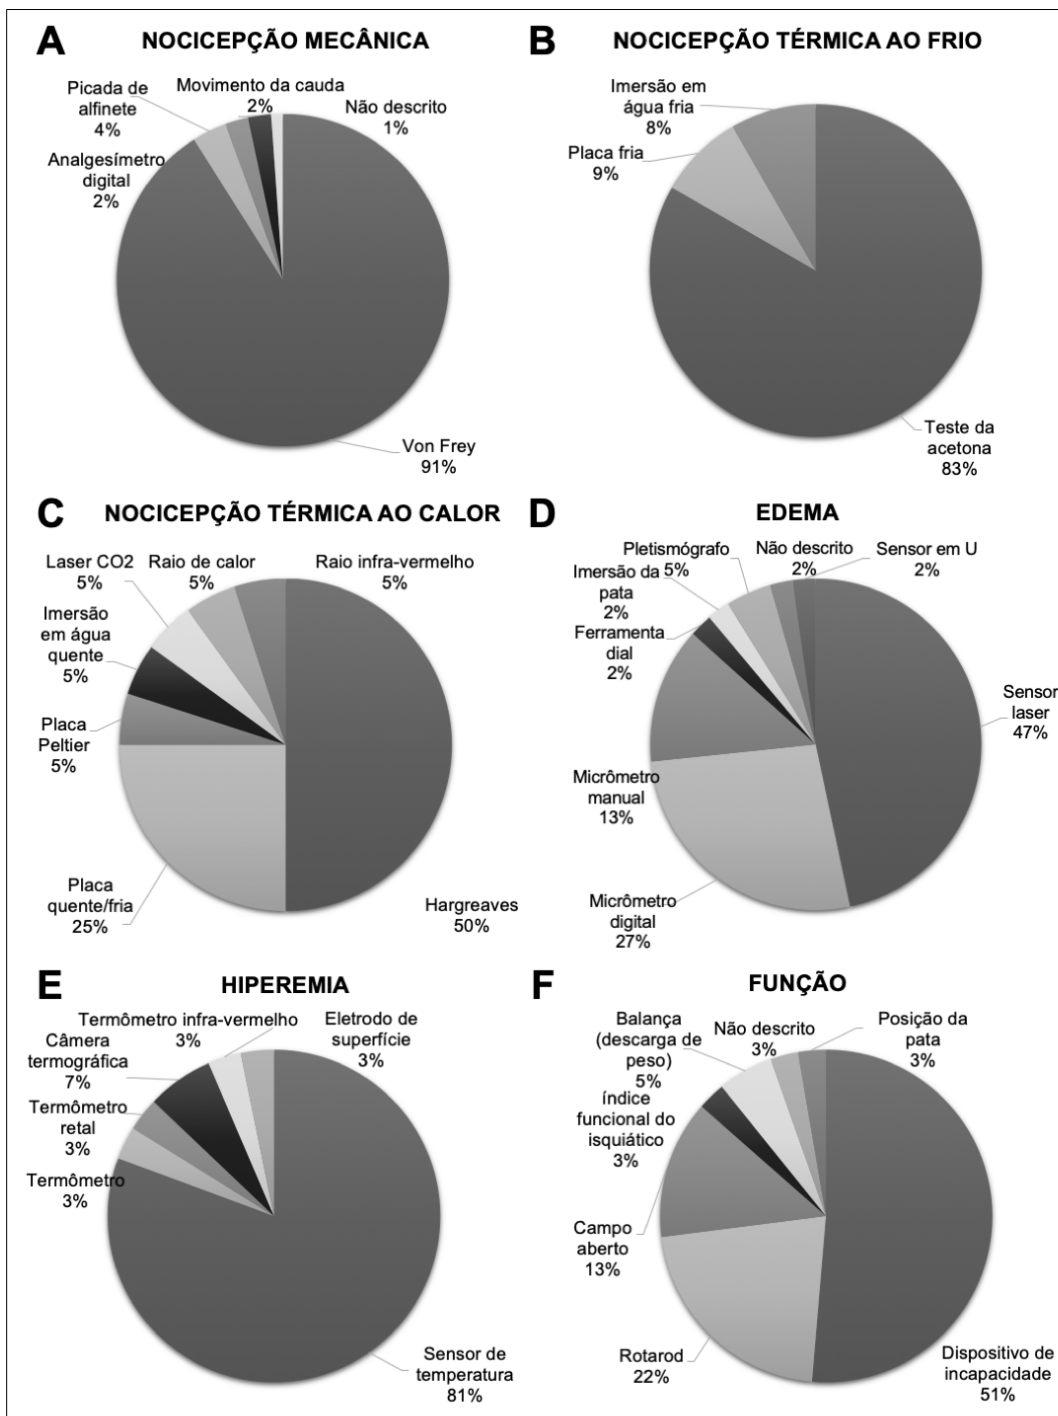 A NOCICEPÇÃO MECÂNICA
Picada de
alfinete
4%
Movimento da cauda
2%
Não descrito
1%
Analgesímetro
digital
2%
Von Frey
91%
B NOCICEPÇÃO TÉRMICA AO FRIO
Imersão em
água fria
8%
Placa fria
9%
Teste da
acetona
83%
C NOCICEPÇÃO TÉRMICA AO CALOR
Laser CO2
5%
Raio de calor
5%
Raio infra-vermelho
5%
Imersão
em água
quente
5%
Placa
Peltier
5%
Placa
quente/fria
25%
Hargreaves
50%
D EDEMA
Pletismógrafo
5%
Não descrito
2%
Sensor em U
2%
Imersão da
pata
2%
Ferramenta
dial
2%
Sensor
laser
47%
Micrômetro
manual
13%
Micrômetro
digital
27%
E HIPEREMIA
Termômetro infra-vermelho
3%
Eletrodo de
superfície
3%
Câmera
termográfica
7%
Termômetro
retal
3%
Termômetro
3%
Sensor de
temperatura
81%
F FUNÇÃO
Balança
(descarga de
peso)
5%
Não descrito
3%
Posição da
pata
3%
índice
funcional do
isquiático
3%
Campo
aberto
13%
Rotarod
22%
Dispositivo de
incapacidade
51%